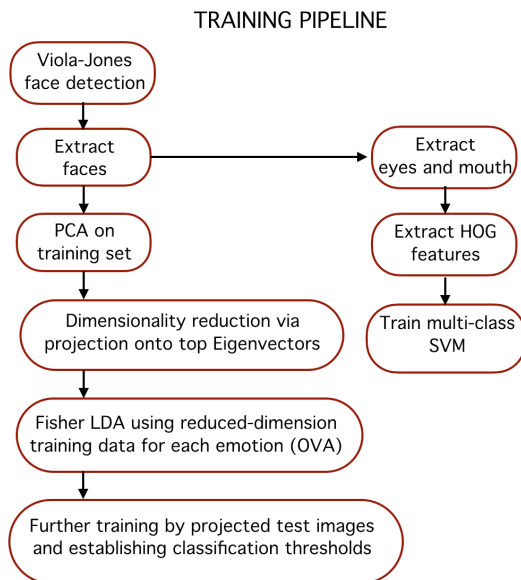 TRAINING PIPELINE
Viola-Jones
face detection
Extract
faces
Extract
eyes and mouth
PCA on
training set
Extract HOG
features
Dimensionality reduction via
projection onto top Eigenvectors
Train multi-class
SVM
Fisher LDA using reduced-dimension
training data for each emotion (OVA)
Further training by projected test images
and establishing classification thresholds